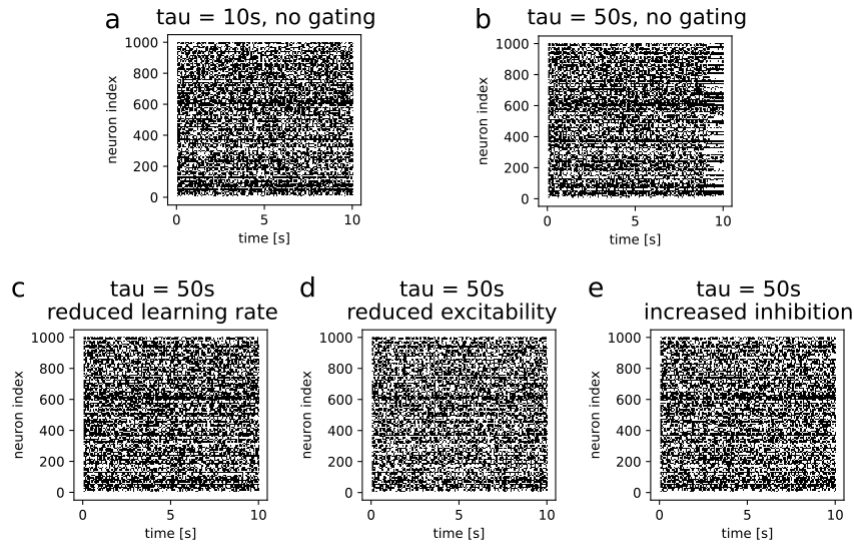 a
tau = 10s, no gating
neuron index
1000
800
600
400
200
0
0 5 10
time [s]
b
tau = 50s, no gating
neuron index
1000
800
600
400
200
0
0 5 10
time [s]
c
tau = 50s
reduced learning rate
neuron index
1000
800
600
400
200
0
0 5 10
time [s]
d
tau = 50s
reduced excitability
neuron index
1000
800
600
400
200
0
0 5 10
time [s]
e
tau = 50s
increased inhibition
neuron index
1000
800
600
400
200
0
0 5 10
time [s]